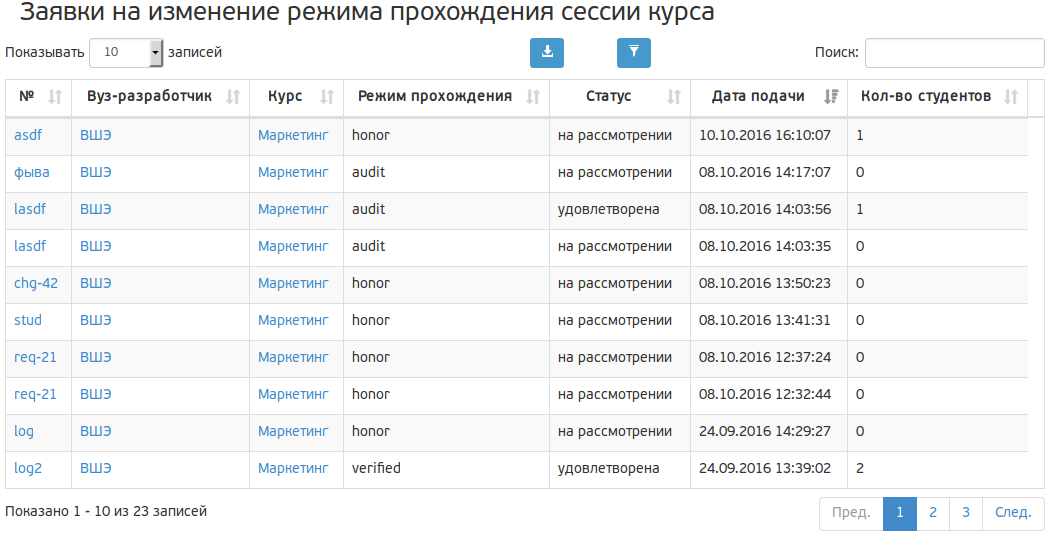 Заявки на изменение режима прохождения сессии курса
Показывать 10 записей Поиск:
№ Вуз-разработчик Курс Режим прохождения Статус Дата подачи Кол-во студентов
asdf ВШЭ Маркетинг honor на рассмотрении 10.10.2016 16:10:07 1
фыва ВШЭ Маркетинг audit на рассмотрении 08.10.2016 14:17:07 0
lasdf ВШЭ Маркетинг audit удовлетворена 08.10.2016 14:03:56 1
lasdf ВШЭ Маркетинг audit на рассмотрении 08.10.2016 14:03:35 0
chg-42 ВШЭ Маркетинг honor на рассмотрении 08.10.2016 13:50:23 0
stud ВШЭ Маркетинг honor на рассмотрении 08.10.2016 13:41:31 0
req-21 ВШЭ Маркетинг honor на рассмотрении 08.10.2016 12:37:24 0
req-21 ВШЭ Маркетинг honor на рассмотрении 08.10.2016 12:32:44 0
log ВШЭ Маркетинг honor на рассмотрении 24.09.2016 14:29:27 0
log2 ВШЭ Маркетинг verified удовлетворена 24.09.2016 13:39:02 2
Показано 1 - 10 из 23 записей Пред. 1 2 3 След.